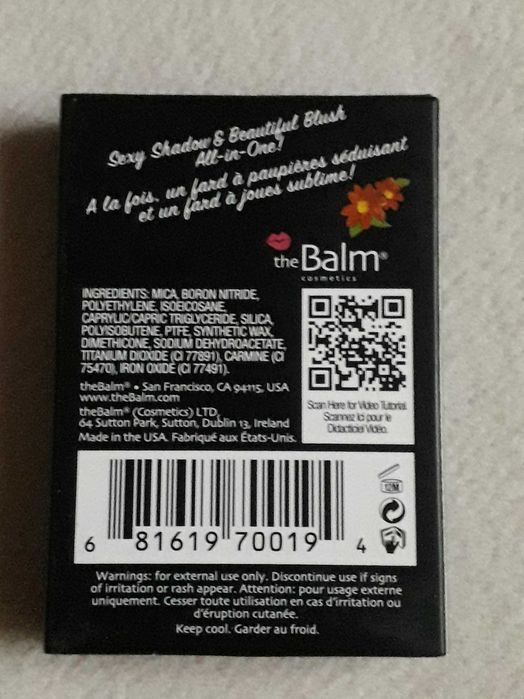 Sexy Shadow & Beautiful Blush
All-in-One!
A la fois, un fard à paupières séduisant
et un fard à joues sublime!
theBalm®
cosmetics
INGREDIENTS: MICA, BORON NITRIDE,
POLYETHYLENE, ISOEICOSANE,
CAPRYLIC/CAPRIC TRIGLYCERIDE, SILICA,
POLYISOBUTENE, PTFE, SYNTHETIC WAX,
DIMETHICONE, SODIUM DEHYDROACETATE,
TITANIUM DIOXIDE (CI 77891), CARMINE (CI
75470), IRON OXIDE (CI 77491).
theBalm® • San Francisco, CA 94115, USA
www.theBalm.com
theBalm® (Cosmetics) LTD,
64 Sutton Park, Sutton, Dublin 13, Ireland
Made in the USA. Fabriqué aux États-Unis.
Scan Here for Video Tutorial.
Scannez Ici pour le
Didacticiel Vidéo.
12M
6 81619 70019 4
Warnings: for external use only. Discontinue use if signs
of irritation or rash appear. Attention: pour usage externe
uniquement. Cesser toute utilisation en cas d'irritation ou
d'éruption cutanée.
Keep cool. Garder au froid.